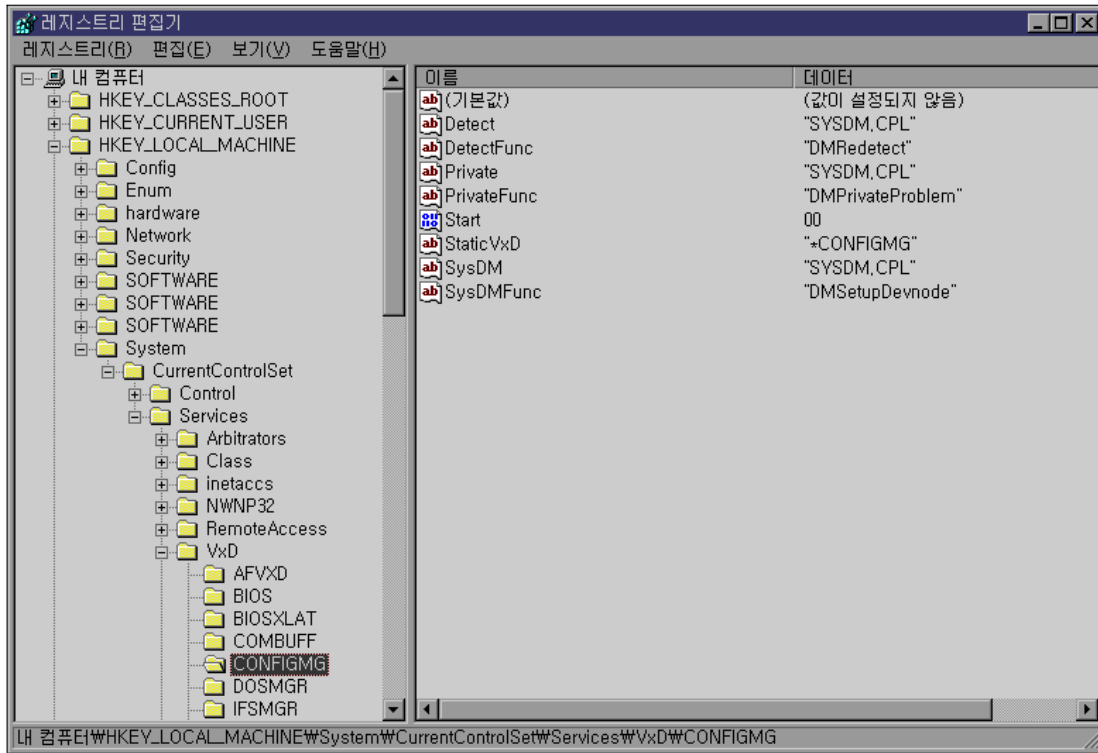 레지스트리 편집기
레지스트리(R) 편집(E) 보기(V) 도움말(H)
내 컴퓨터
HKEY_CLASSES_ROOT
HKEY_CURRENT_USER
HKEY_LOCAL_MACHINE
Config
Enum
hardware
Network
Security
SOFTWARE
SOFTWARE
SOFTWARE
System
CurrentControlSet
Control
Services
Arbitrators
Class
inetaccs
NWNP32
RemoteAccess
VxD
AFVXD
BIOS
BIOSXLAT
COMBUFF
CONFIGMG
DOSMGR
IFSMGR
이름 데이터
(기본값) (값이 설정되지 않음)
Detect "SYSDM.CPL"
DetectFunc "DMRedetect"
Private "SYSDM.CPL"
PrivateFunc "DMPrivateProblem"
Start 00
StaticVxD "*CONFIGMG"
SysDM "SYSDM.CPL"
SysDMFunc "DMSetupDevnode"
내 컴퓨터₩HKEY_LOCAL_MACHINE₩System₩CurrentControlSet₩Services₩VxD₩CONFIGMG